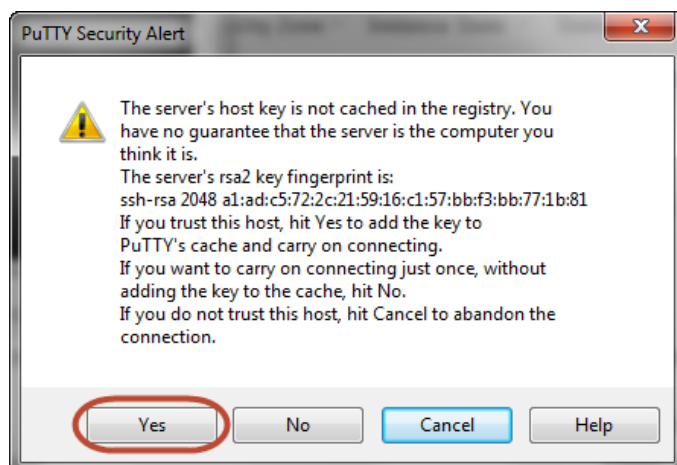 PuTTY Security Alert
The server's host key is not cached in the registry. You
have no guarantee that the server is the computer you
think it is.
The server's rsa2 key fingerprint is:
ssh-rsa 2048 a1:ad:c5:72:2c:21:59:16:c1:57:bb:f3:bb:77:1b:81
If you trust this host, hit Yes to add the key to
PuTTY's cache and carry on connecting.
If you want to carry on connecting just once, without
adding the key to the cache, hit No.
If you do not trust this host, hit Cancel to abandon the
connection.
Yes No Cancel Help